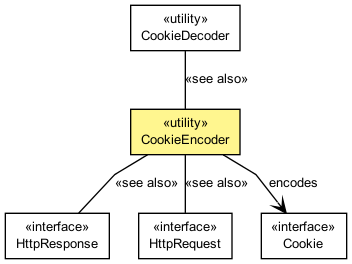 «utility»
CookieDecoder
«see also»
«utility»
CookieEncoder
«see also» «see also» encodes
«interface» «interface» «interface»
HttpResponse HttpRequest Cookie